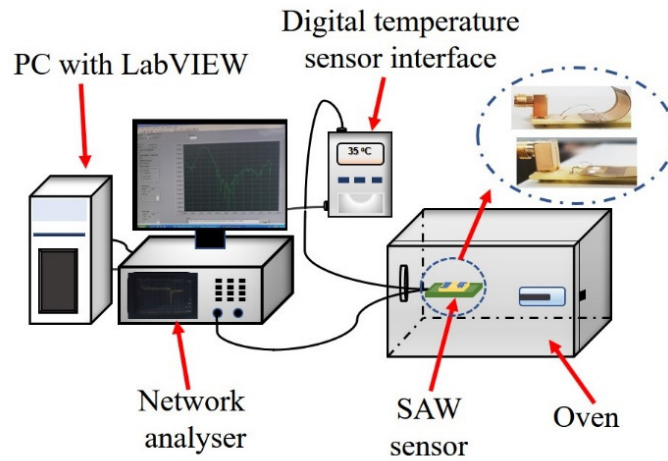 Digital temperature
sensor interface
PC with LabVIEW
35 ºC
Network
analyser
SAW
sensor
Oven